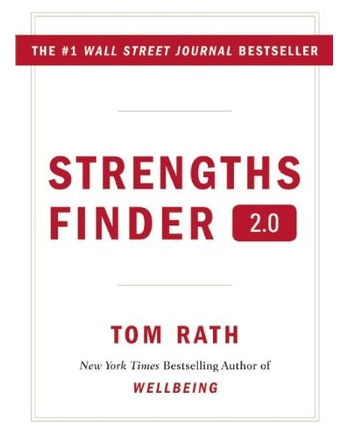 THE #1 WALL STREET JOURNAL BESTSELLER
STRENGTHS
FINDER 2.0
TOM RATH
New York Times Bestselling Author of
WELLBEING